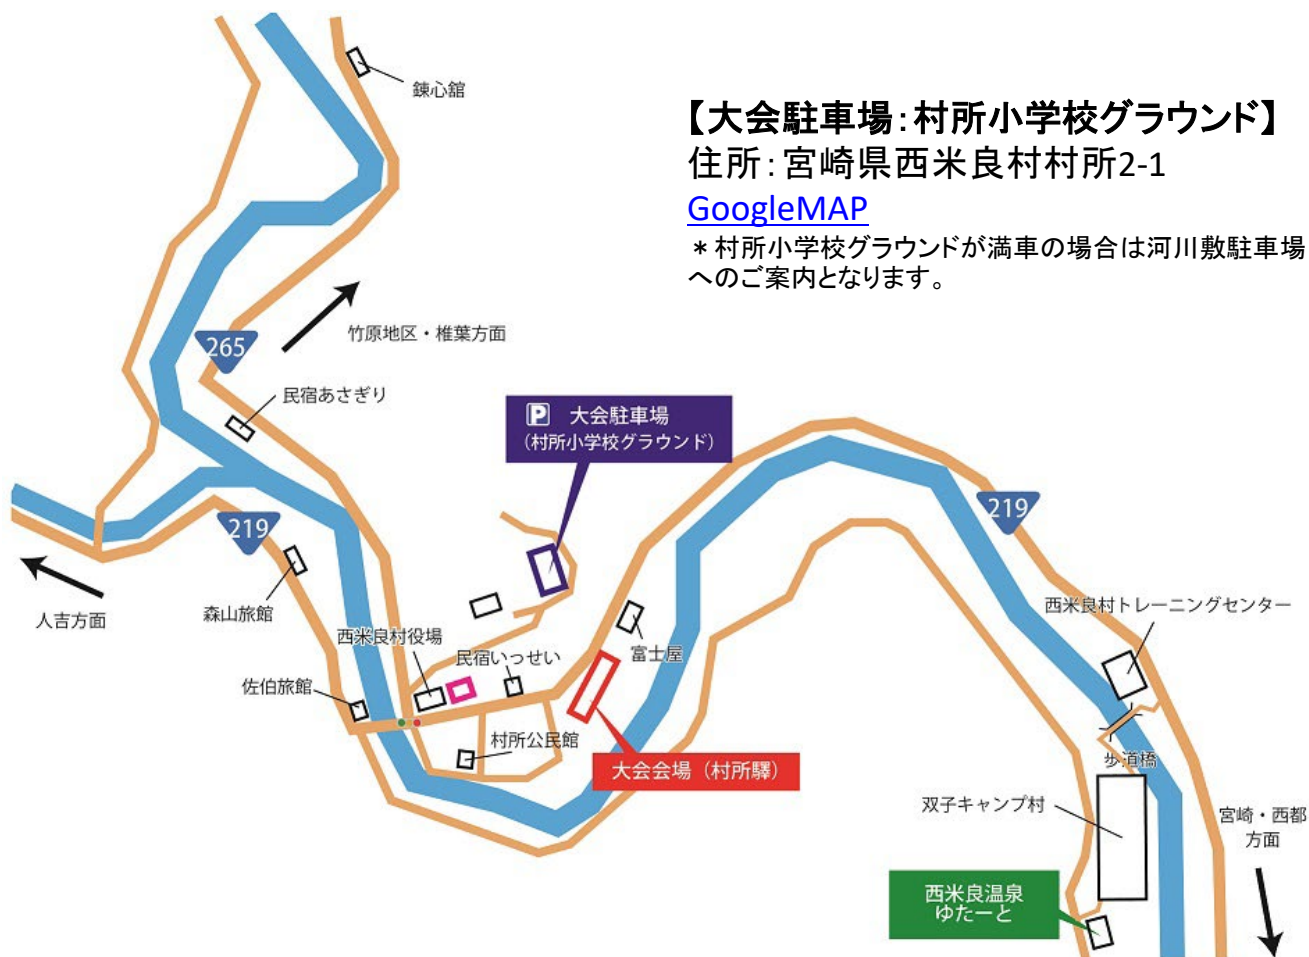 錬心舘
【大会駐車場：村所小学校グラウンド】
住所：宮崎県西米良村村所2-1
GoogleMAP
＊村所小学校グラウンドが満車の場合は河川敷駐車場
へのご案内となります。
竹原地区・椎葉方面
265
民宿あさぎり
P 大会駐車場
（村所小学校グラウンド）
219
219
人吉方面
森山旅館
西米良村役場
民宿いっせい
富士屋
西米良村トレーニングセンター
佐伯旅館
村所公民館
大会会場（村所驛）
歩道橋
双子キャンプ村
宮崎・西都
方面
西米良温泉
ゆたーと